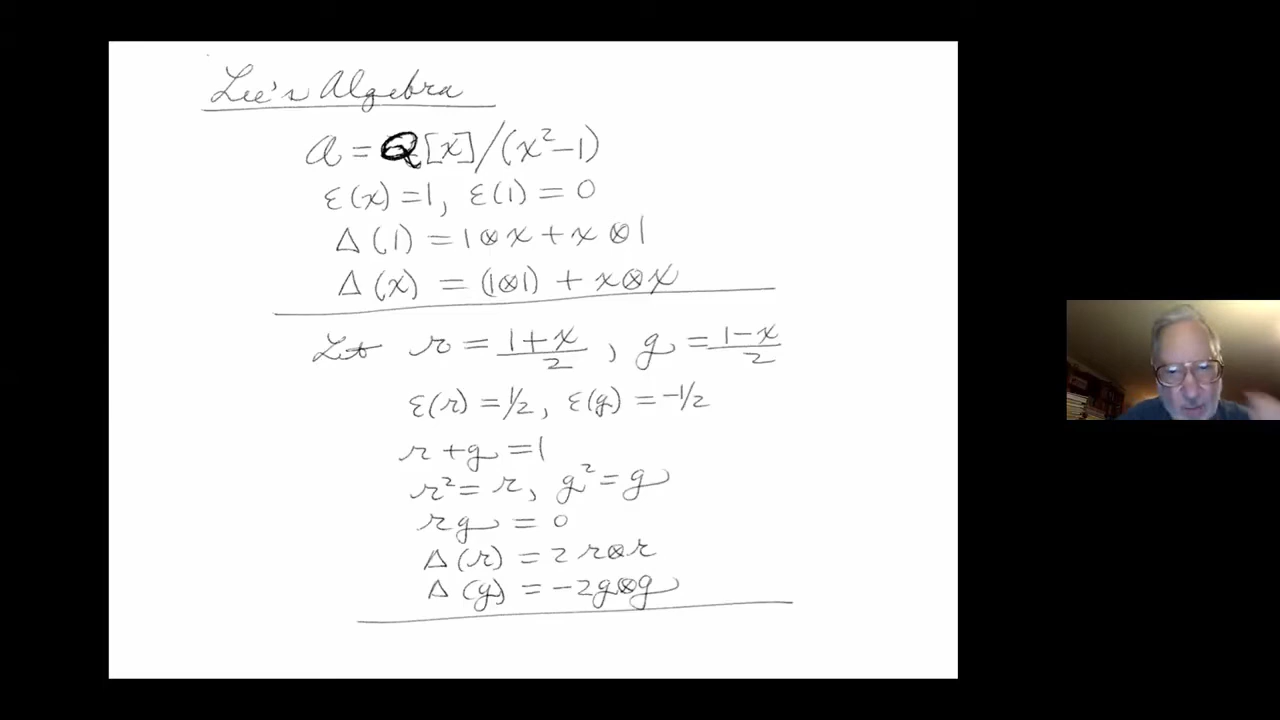 Lee's Algebra
𝒜 = Q[x]/(x²-1)
ε(x) = 1, ε(1) = 0
Δ(1) = 1⊗x + x⊗1
Δ(x) = (1⊗1) + x⊗x
Let r = (1+x)/2, g = (1-x)/2
ε(r) = 1/2, ε(g) = -1/2
r + g = 1
r² = r, g² = g
rg = 0
Δ(r) = 2 r⊗r
Δ(g) = -2g⊗g